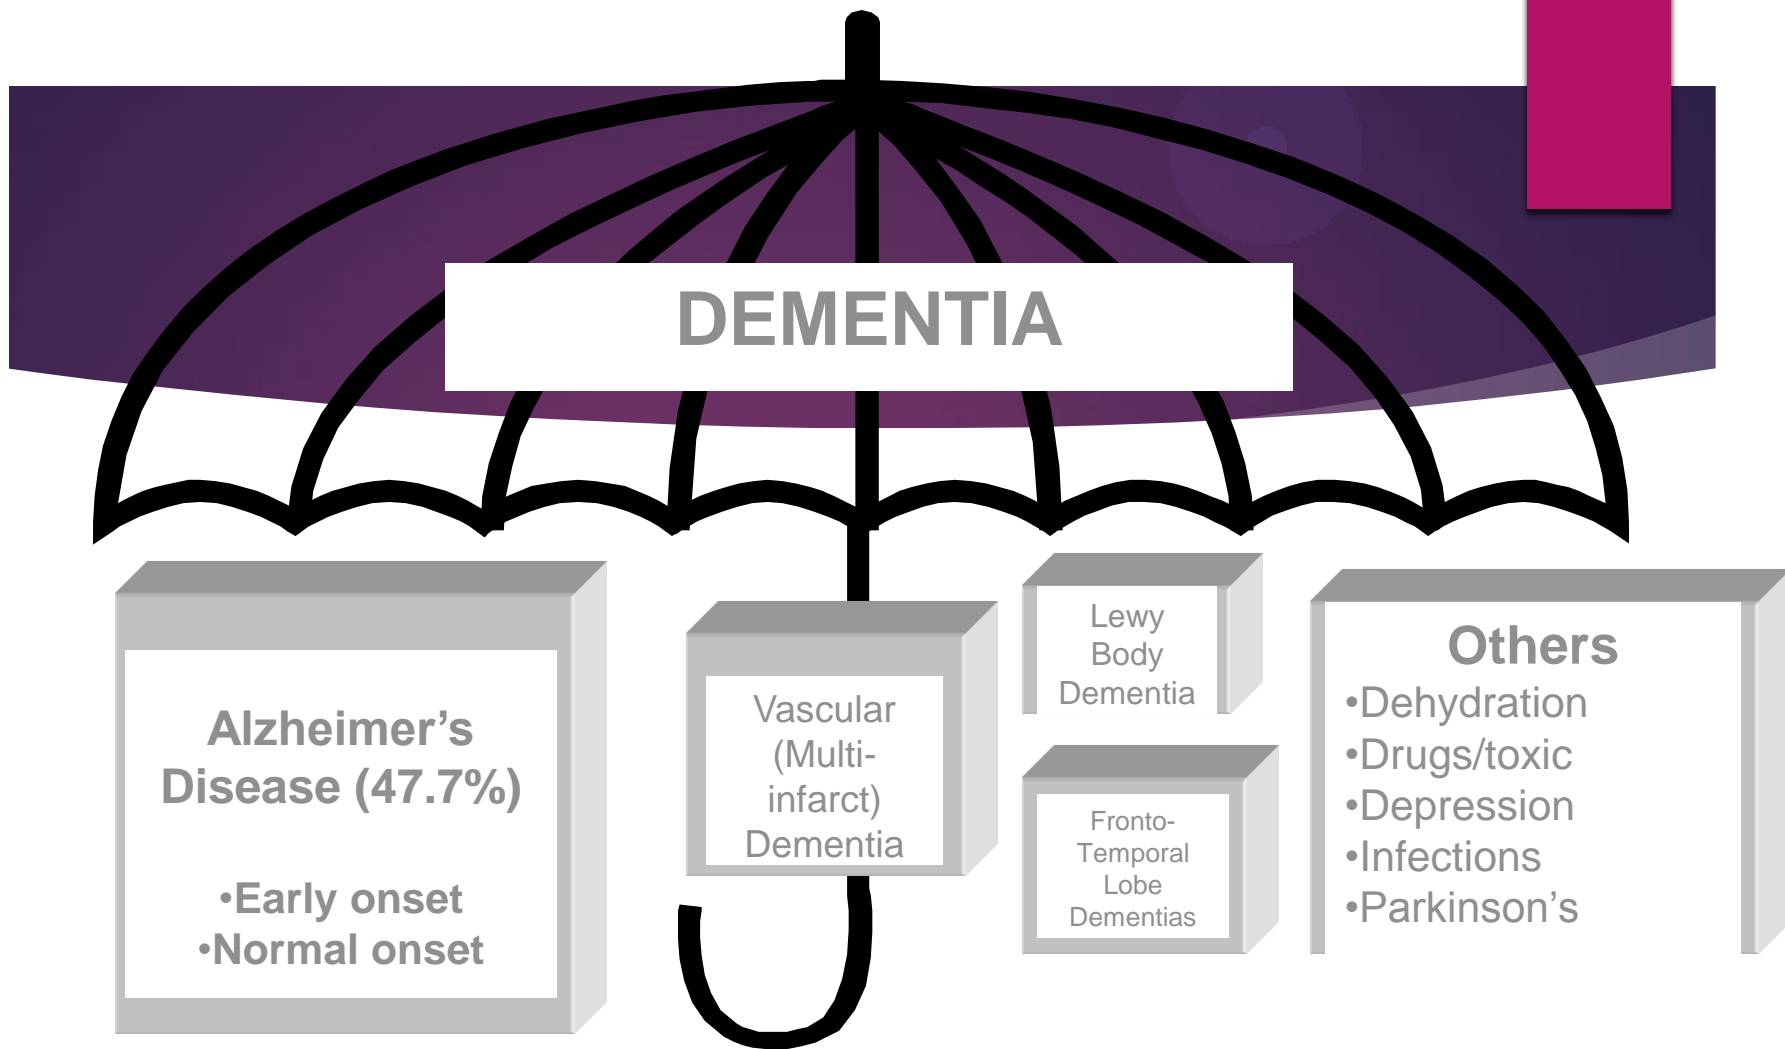 DEMENTIA
Alzheimer’s
Disease (47.7%)
•Early onset
•Normal onset
Vascular
(Multi-
infarct)
Dementia
Lewy
Body
Dementia
Fronto-
Temporal
Lobe
Dementias
Others
•Dehydration
•Drugs/toxic
•Depression
•Infections
•Parkinson’s